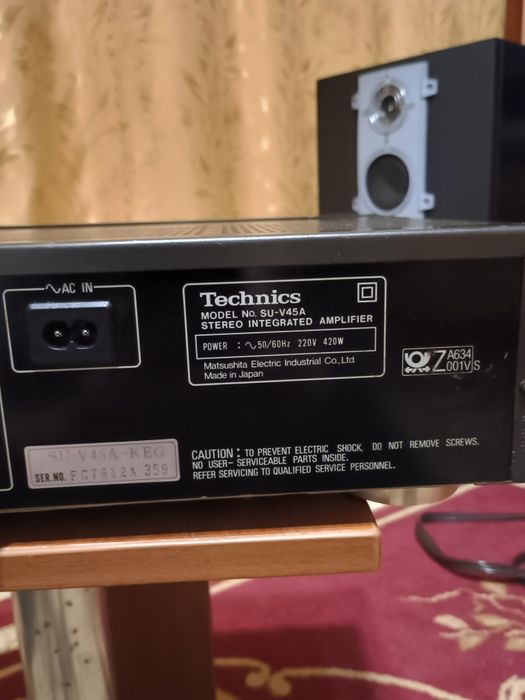 ∿AC IN
Technics
MODEL No. SU-V45A
STEREO INTEGRATED AMPLIFIER
POWER : ∿50/60Hz 220V 420W
Matsushita Electric Industrial Co., Ltd
Made in Japan
Z A634
001V S
SU-V45A-KEG
SER.NO. FG7612A 359
CAUTION : TO PREVENT ELECTRIC SHOCK, DO NOT REMOVE SCREWS.
NO USER- SERVICEABLE PARTS INSIDE.
REFER SERVICING TO QUALIFIED SERVICE PERSONNEL.